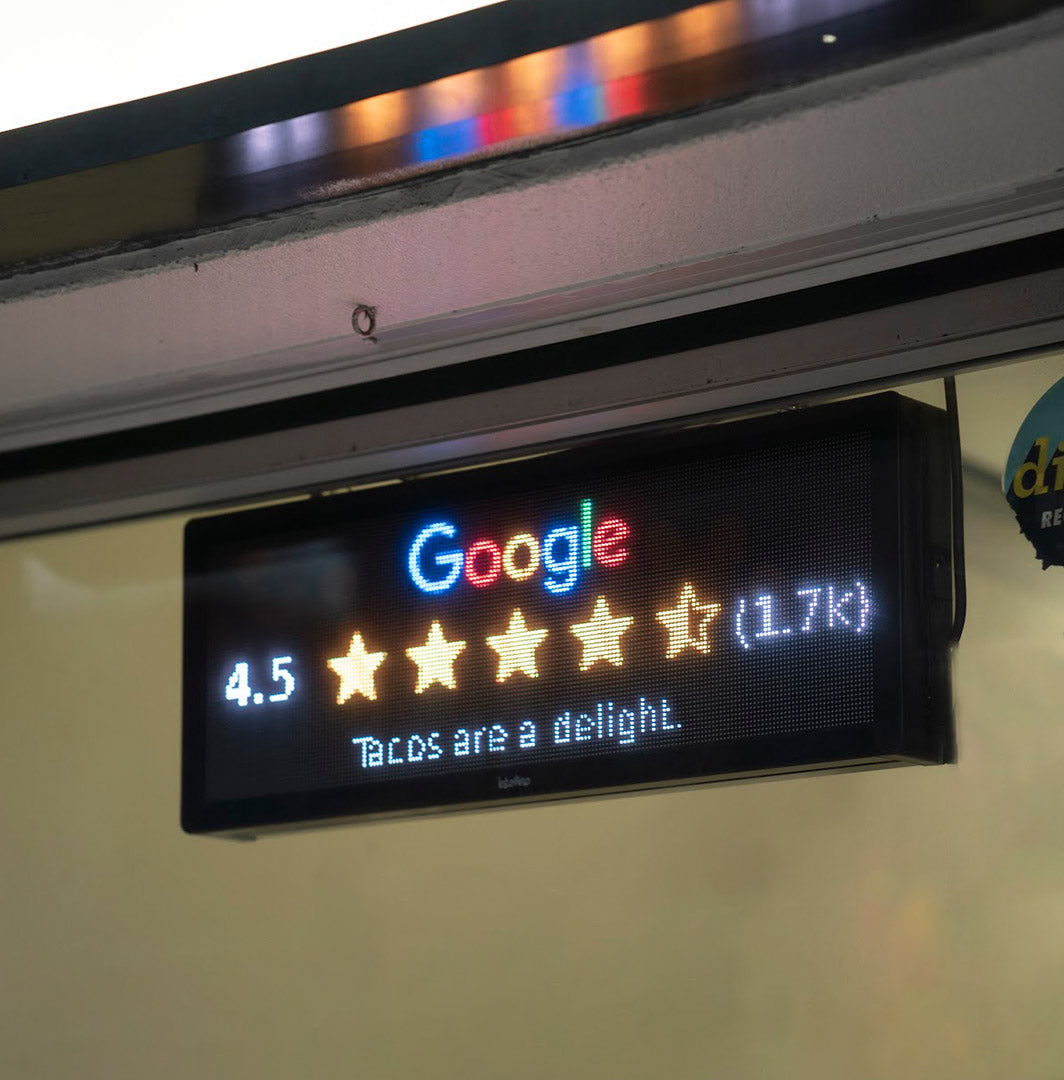 Google
4.5 (1.7k)
Tacos are a delight.